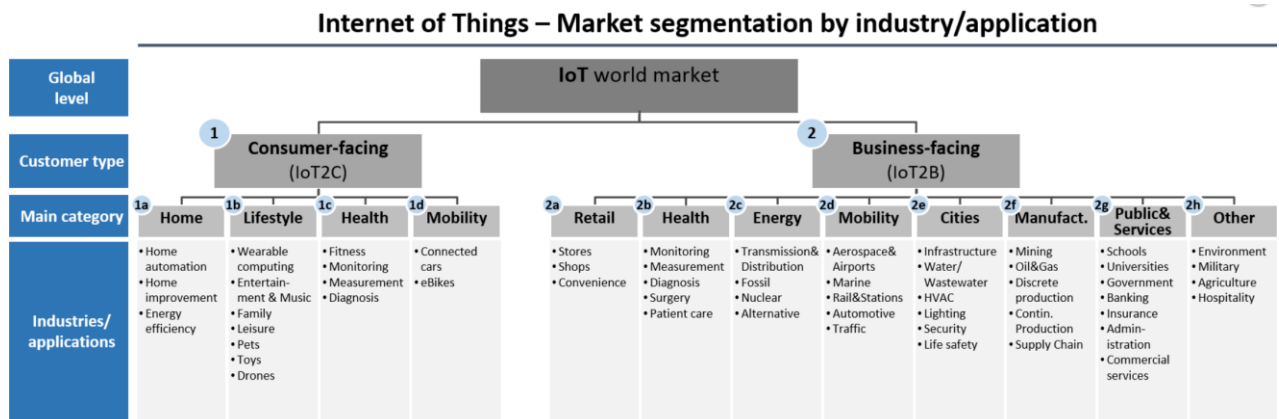 Internet of Things – Market segmentation by industry/application
Global
level
IoT world market
Customer type
1
Consumer-facing
(IoT2C)
2
Business-facing
(IoT2B)
Main category
1a
Home
1b
Lifestyle
1c
Health
1d
Mobility
2a
Retail
2b
Health
2c
Energy
2d
Mobility
2e
Cities
2f
Manufact.
2g
Public&
Services
2h
Other
Industries/
applications
• Home
automation
• Home
improvement
• Energy
efficiency
• Wearable
computing
• Entertain-
ment & Music
• Family
• Leisure
• Pets
• Toys
• Drones
• Fitness
• Monitoring
• Measurement
• Diagnosis
• Connected
cars
• eBikes
• Stores
• Shops
• Convenience
• Monitoring
• Measurement
• Diagnosis
• Surgery
• Patient care
• Transmission&
Distribution
• Fossil
• Nuclear
• Alternative
• Aerospace&
Airports
• Marine
• Rail&Stations
• Automotive
• Traffic
• Infrastructure
• Water/
Wastewater
• HVAC
• Lighting
• Security
• Life safety
• Mining
• Oil&Gas
• Discrete
production
• Contin.
Production
• Supply Chain
• Schools
• Universities
• Government
• Banking
• Insurance
• Admin-
istration
• Commercial
services
• Environment
• Military
• Agriculture
• Hospitality